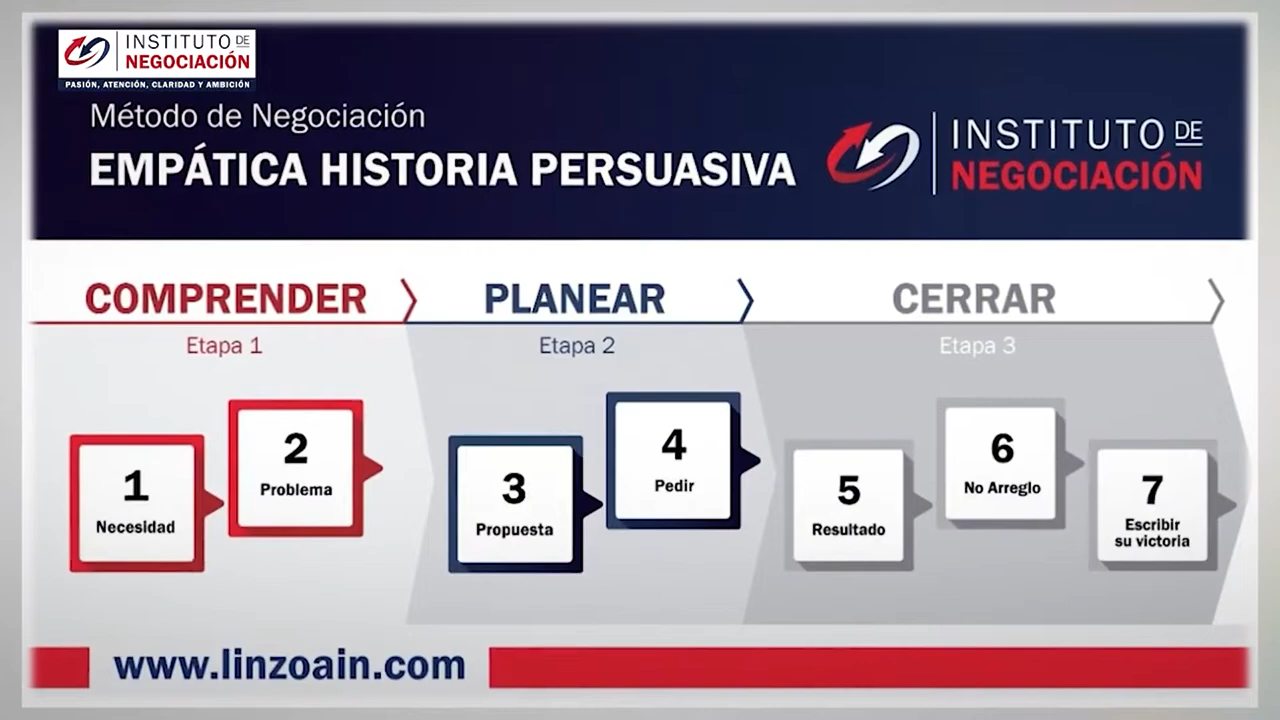 INSTITUTO DE
NEGOCIACIÓN
PASIÓN, ATENCIÓN, CLARIDAD Y AMBICIÓN
Método de Negociación
EMPÁTICA HISTORIA PERSUASIVA
INSTITUTO DE
NEGOCIACIÓN
COMPRENDER
Etapa 1
PLANEAR
Etapa 2
CERRAR
Etapa 3
1
Necesidad
2
Problema
3
Propuesta
4
Pedir
5
Resultado
6
No Arreglo
7
Escribir
su victoria
www.linzoain.com